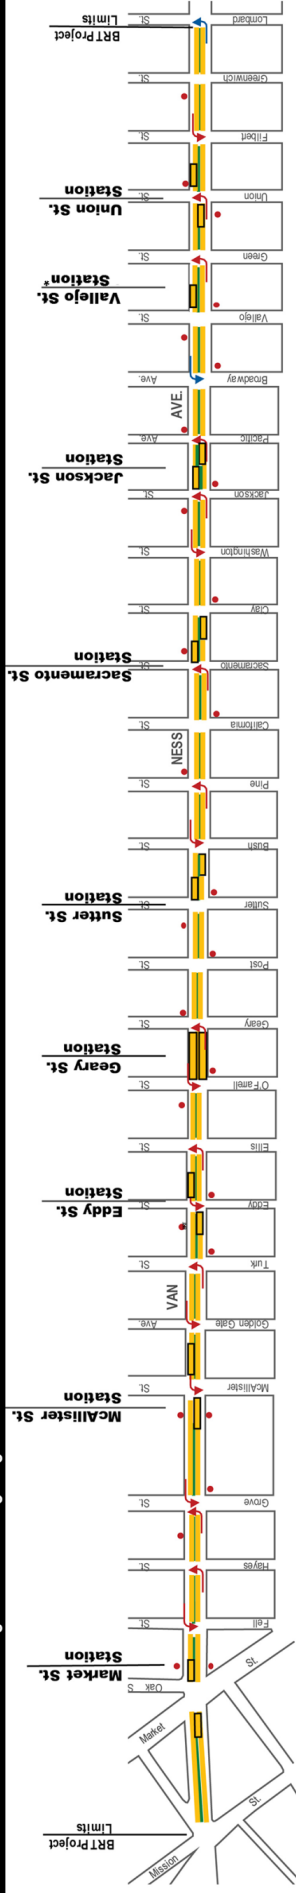 BRT Project
Limits
Lombard
St.
Greenwich
St.
Filbert
St.
Union St.
Station
Union
St.
Green
St.
Vallejo St.
Station*
Vallejo
St.
Broadway
Ave.
AVE.
Pacific
Ave.
Jackson St.
Station
Jackson
St.
Washington
St.
Clay
St.
Sacramento St.
Station
Sacramento
St.
California
St.
NESS
Pine
St.
Bush
St.
Sutter St.
Station
Sutter
St.
Post
St.
Geary
St.
Geary St.
Station
O'Farrell
St.
Ellis
St.
Eddy St.
Station
Eddy
St.
Turk
St.
VAN
Golden Gate
Ave.
McAllister
St.
McAllister St.
Station
Grove
St.
Hayes
St.
Fell
St.
Market St.
Station
St.
Oak S
Market
St.
BRT Project
Limits
Mission